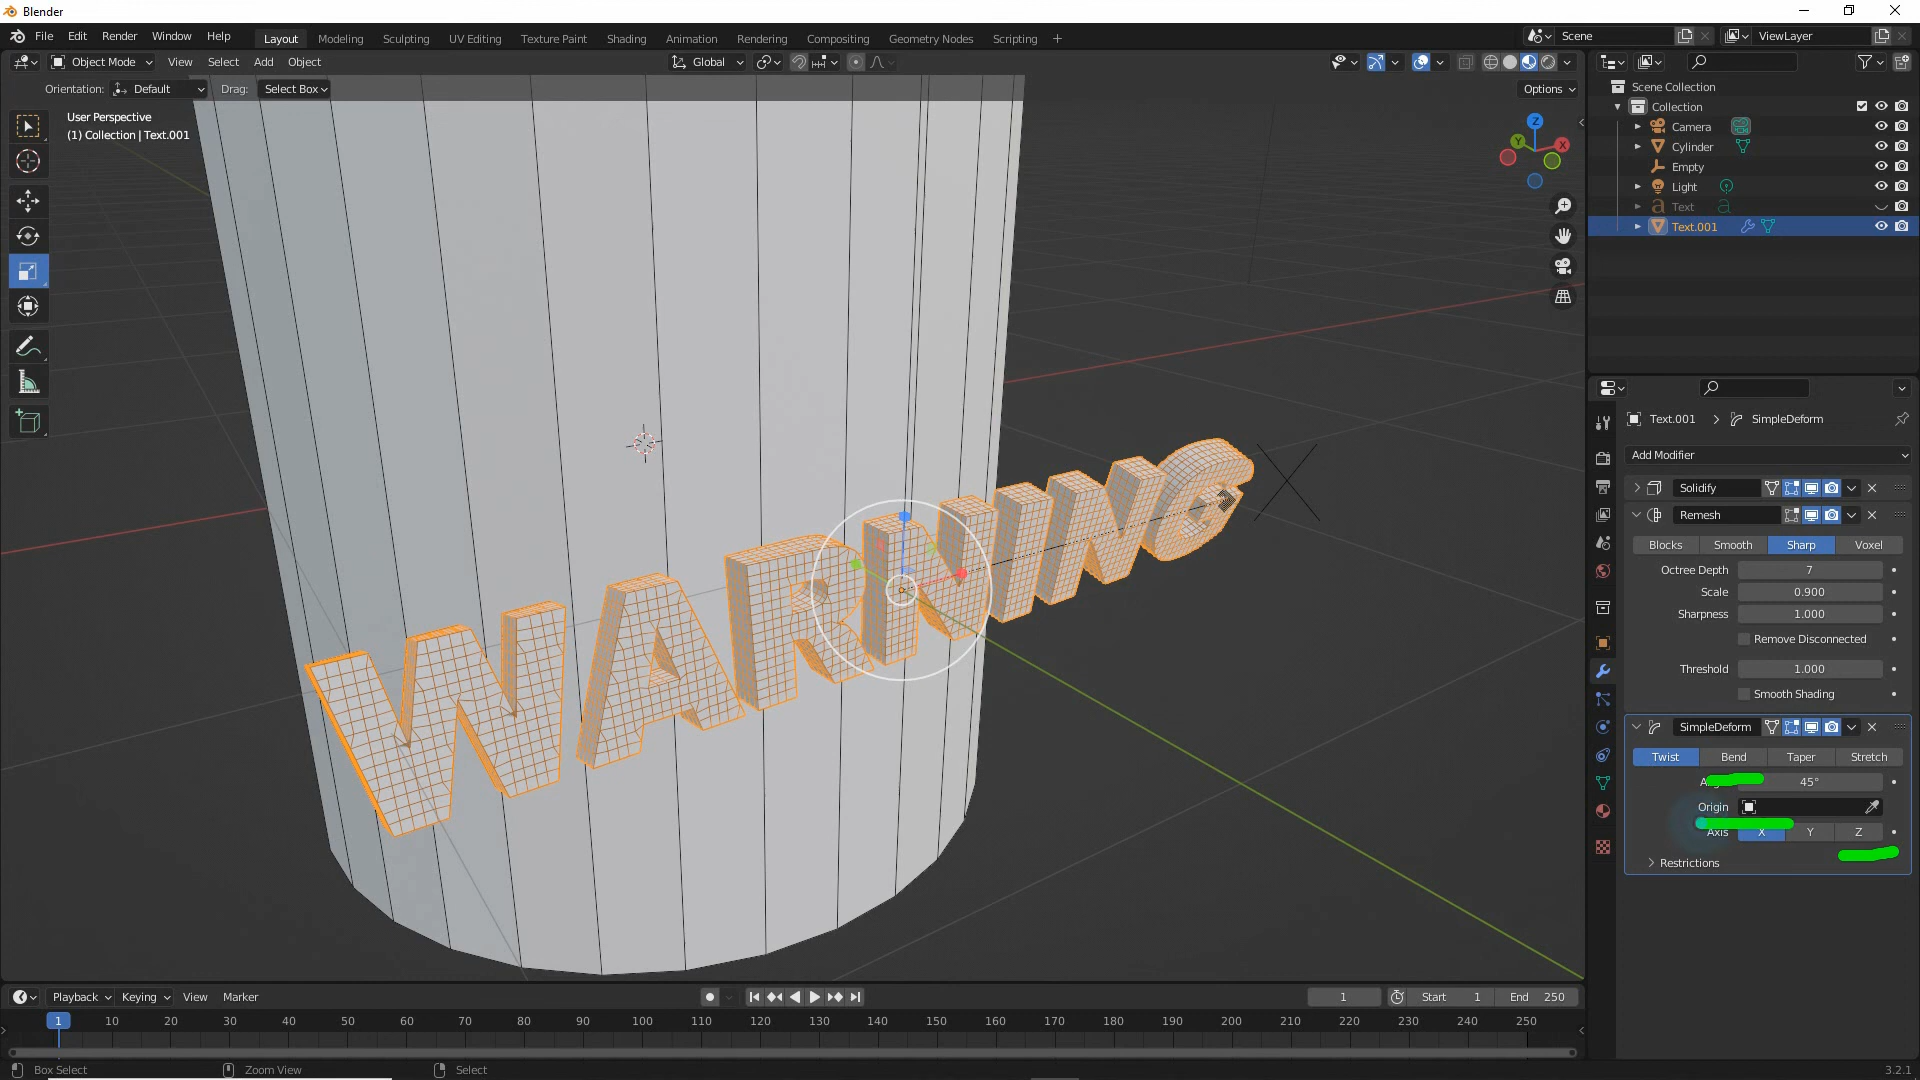 Blender
File Edit Render Window Help Layout Modeling Sculpting UV Editing Texture Paint Shading Animation Rendering Compositing Geometry Nodes Scripting + Scene ViewLayer
Object Mode View Select Add Object Global
Orientation: Default Drag: Select Box Options
User Perspective
(1) Collection | Text.001
Z
Y
X
WARNING
Scene Collection
Collection
Camera
Cylinder
Empty
Light
Text
Text.001
Text.001 > SimpleDeform
Add Modifier
Solidify
Remesh
Blocks Smooth Sharp Voxel
Octree Depth 7
Scale 0.900
Sharpness 1.000
Remove Disconnected
Threshold 1.000
Smooth Shading
SimpleDeform
Twist Bend Taper Stretch
45°
Origin
Axis X Y Z
Restrictions
Playback Keying View Marker 1 Start 1 End 250
1 10 20 30 40 50 60 70 80 90 100 110 120 130 140 150 160 170 180 190 200 210 220 230 240 250
Box Select Zoom View Select 3.2.1